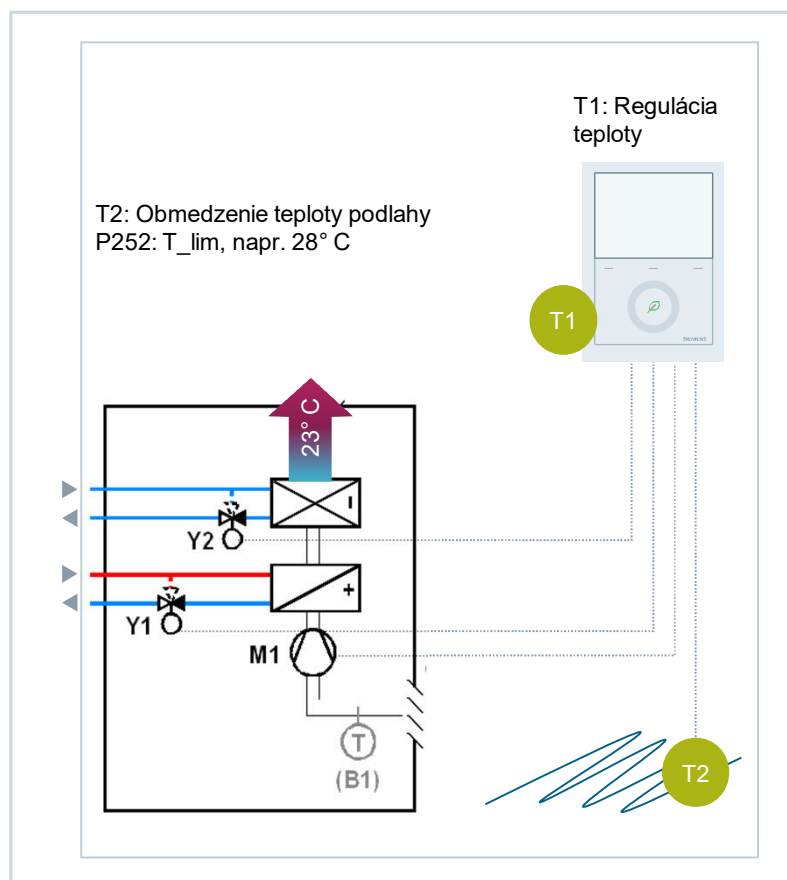 T1: Regulácia
teploty
T2: Obmedzenie teploty podlahy
P252: T_lim, napr. 28° C
T1
23° C
Y2
Y1
M1
T
(B1)
T2